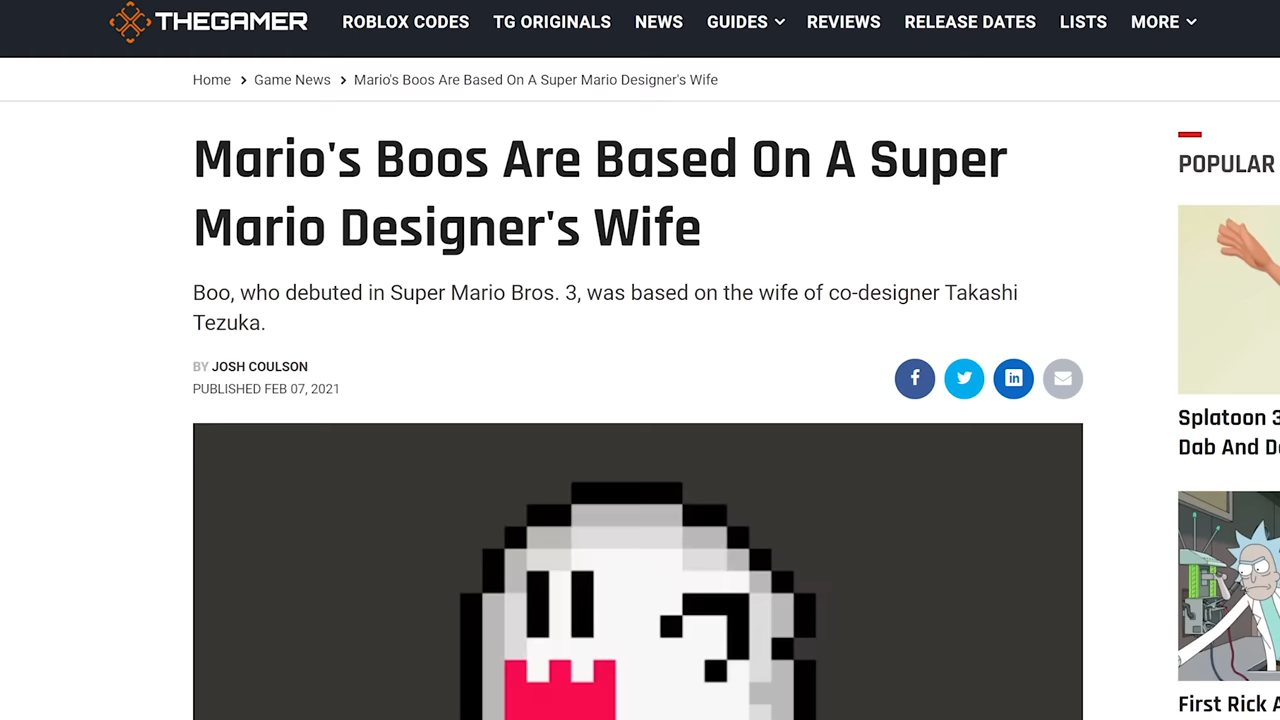 THEGAMER ROBLOX CODES TG ORIGINALS NEWS GUIDES REVIEWS RELEASE DATES LISTS MORE
Home > Game News > Mario's Boos Are Based On A Super Mario Designer's Wife
Mario's Boos Are Based On A Super
Mario Designer's Wife
Boo, who debuted in Super Mario Bros. 3, was based on the wife of co-designer Takashi
Tezuka.
BY JOSH COULSON
PUBLISHED FEB 07, 2021
f
in
POPULAR
Splatoon 3
Dab And D
First Rick A